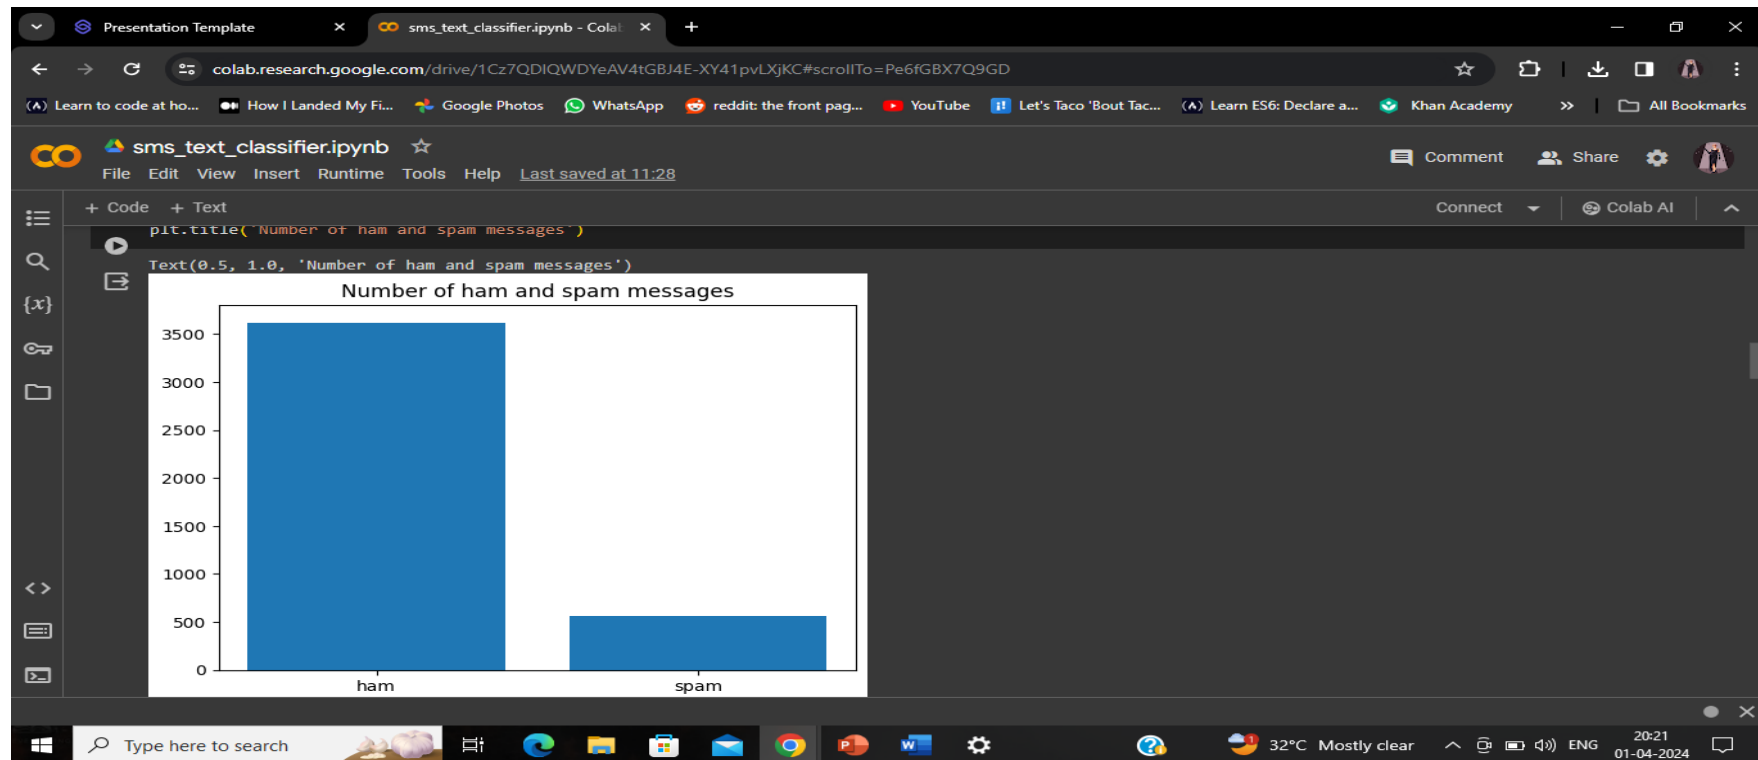 Presentation Template
sms_text_classifier.ipynb - Colab
colab.research.google.com/drive/1Cz7QDIQWDYeAV4tGBJ4E-XY41pvLXjKC#scrollTo=Pe6fGBX7Q9GD
Learn to code at ho... How I Landed My Fi... Google Photos WhatsApp reddit: the front pag... YouTube Let's Taco 'Bout Tac... Learn ES6: Declare a... Khan Academy » All Bookmarks
CO sms_text_classifier.ipynb
Comment Share
File Edit View Insert Runtime Tools Help Last saved at 11:28
+ Code + Text Connect Colab AI
plt.title('Number of ham and spam messages')
Text(0.5, 1.0, 'Number of ham and spam messages')
{x}
Number of ham and spam messages
3500
3000
2500
2000
1500
1000
500
0
ham spam
Type here to search
32°C Mostly clear
ENG
20:21
01-04-2024